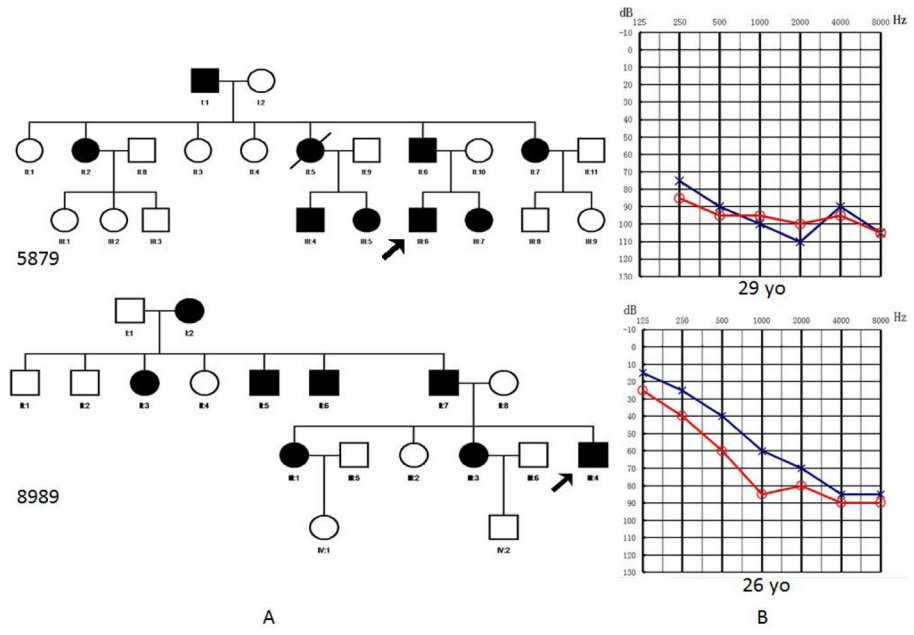 dB
125 250 500 1000 2000 4000 8000 Hz
-10
0
10
20
30
40
50
60
70
80
90
100
110
120
130
29 yo
I:1 I:2
II:1 II:2 II:8 II:3 II:4 II:5 II:9 II:6 II:10 II:7 II:11
III:1 III:2 III:3 III:4 III:5 III:6 III:7 III:8 III:9
5879
dB
125 250 500 1000 2000 4000 8000 Hz
-10
0
10
20
30
40
50
60
70
80
90
100
110
120
130
26 yo
I:1 I:2
II:1 II:2 II:3 II:4 II:5 II:6 II:7 II:8
III:1 III:5 III:2 III:3 III:6 III:4
8989
IV:1 IV:2
A B